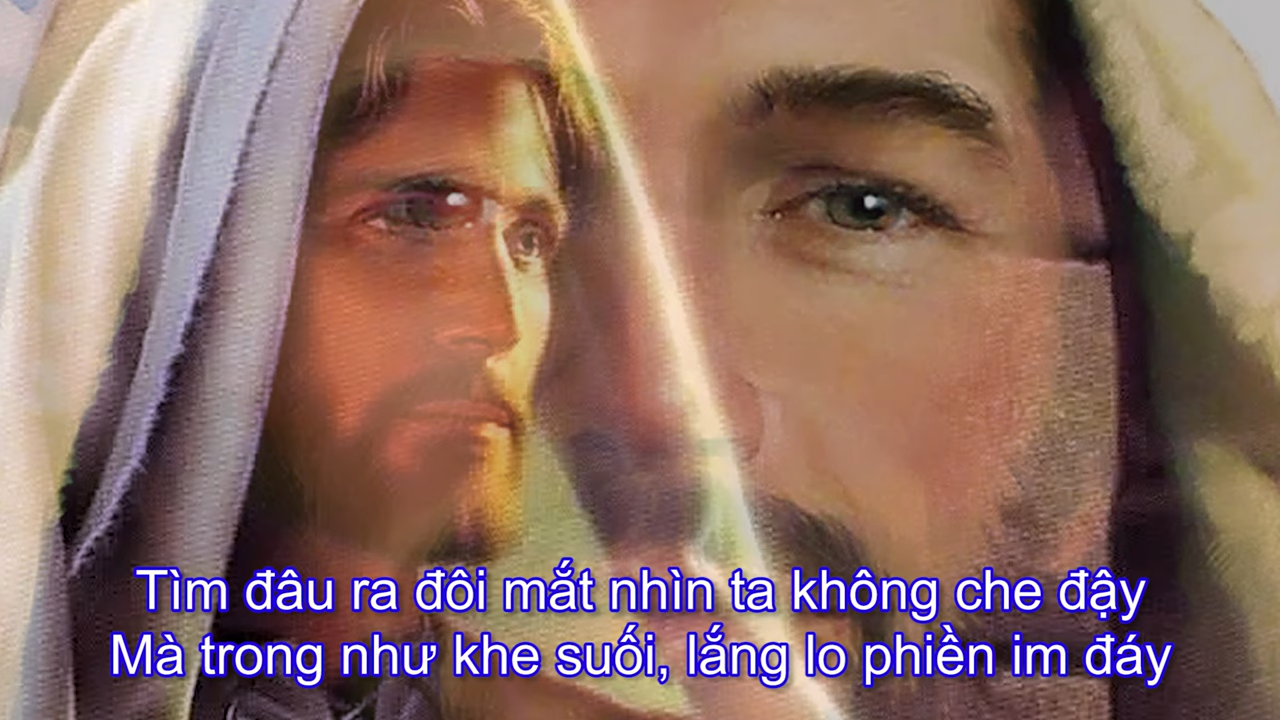 Tìm đâu ra đôi mắt nhìn ta không che đậy
Mà trong như khe suối, lắng lo phiền im đáy